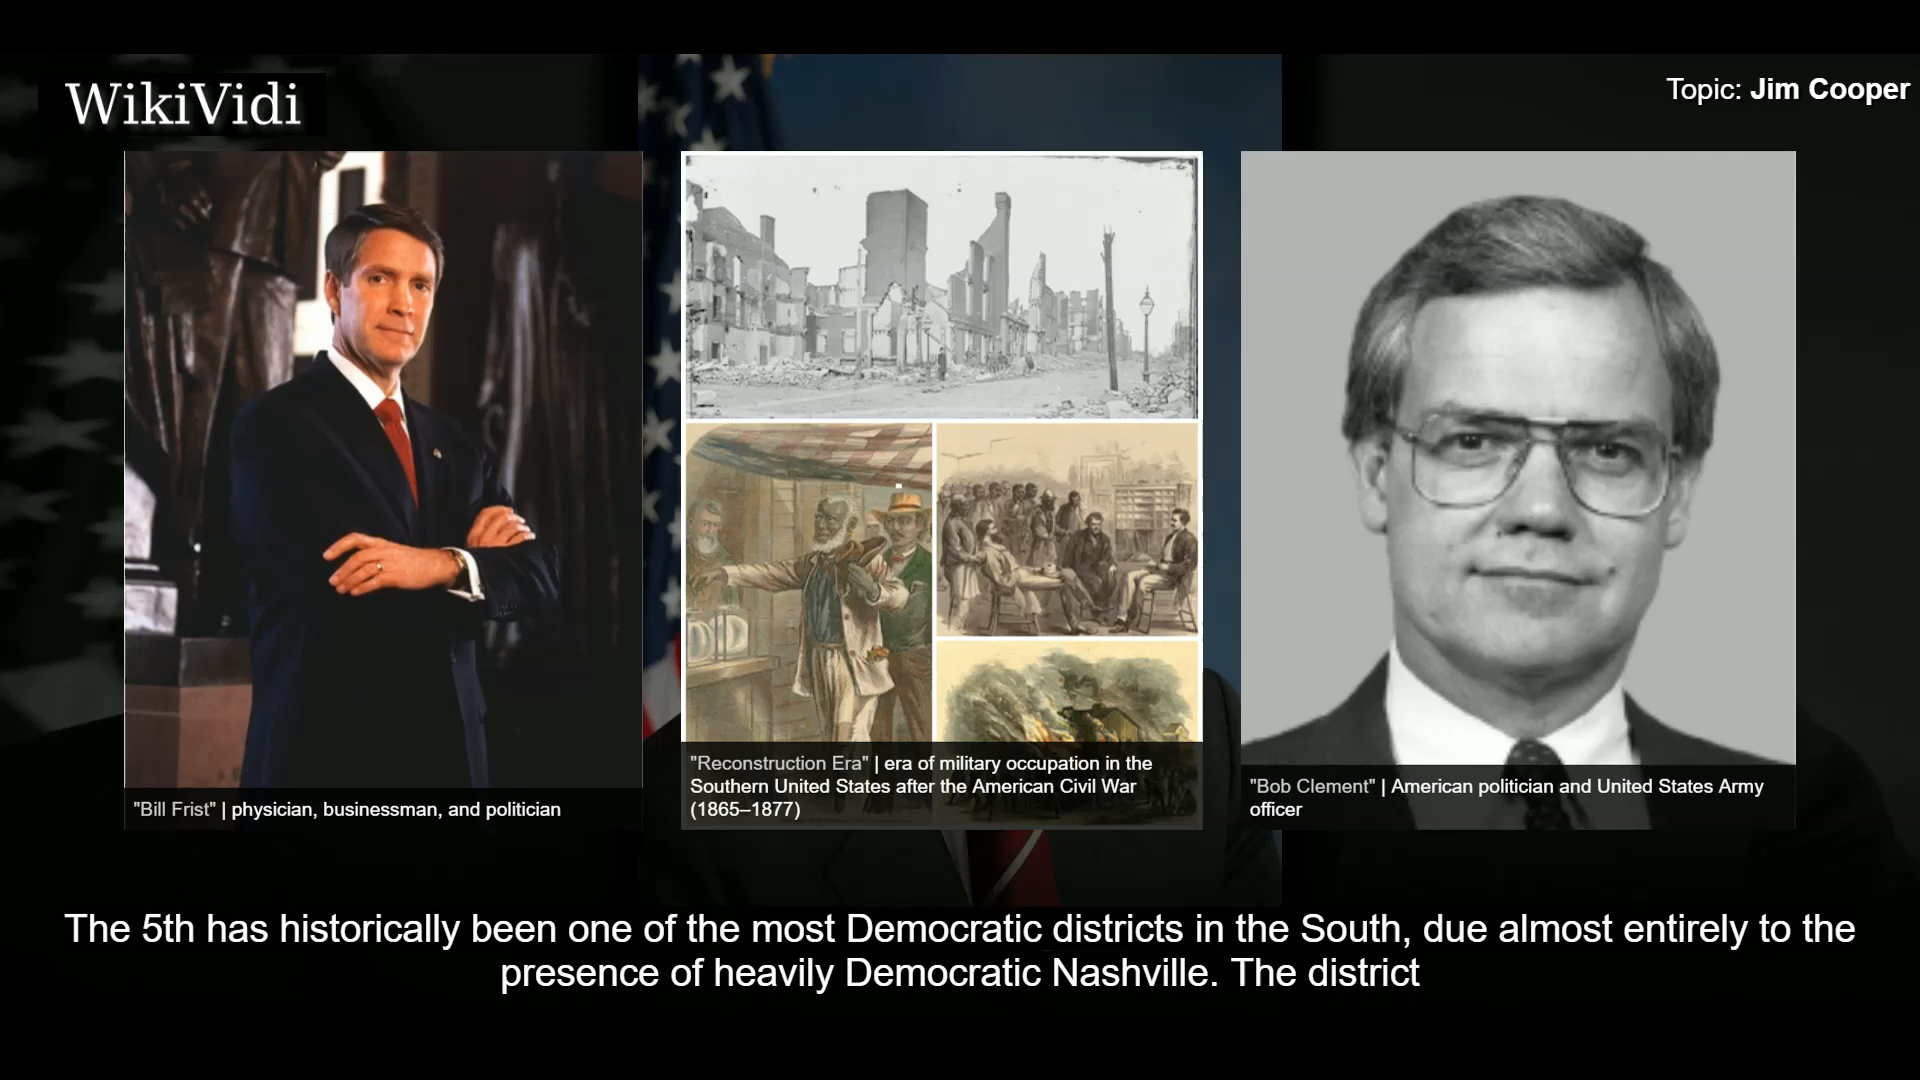 WikiVidi
Topic: Jim Cooper
"Bill Frist" | physician, businessman, and politician
"Reconstruction Era" | era of military occupation in the
Southern United States after the American Civil War
(1865–1877)
"Bob Clement" | American politician and United States Army
officer
The 5th has historically been one of the most Democratic districts in the South, due almost entirely to the
presence of heavily Democratic Nashville. The district